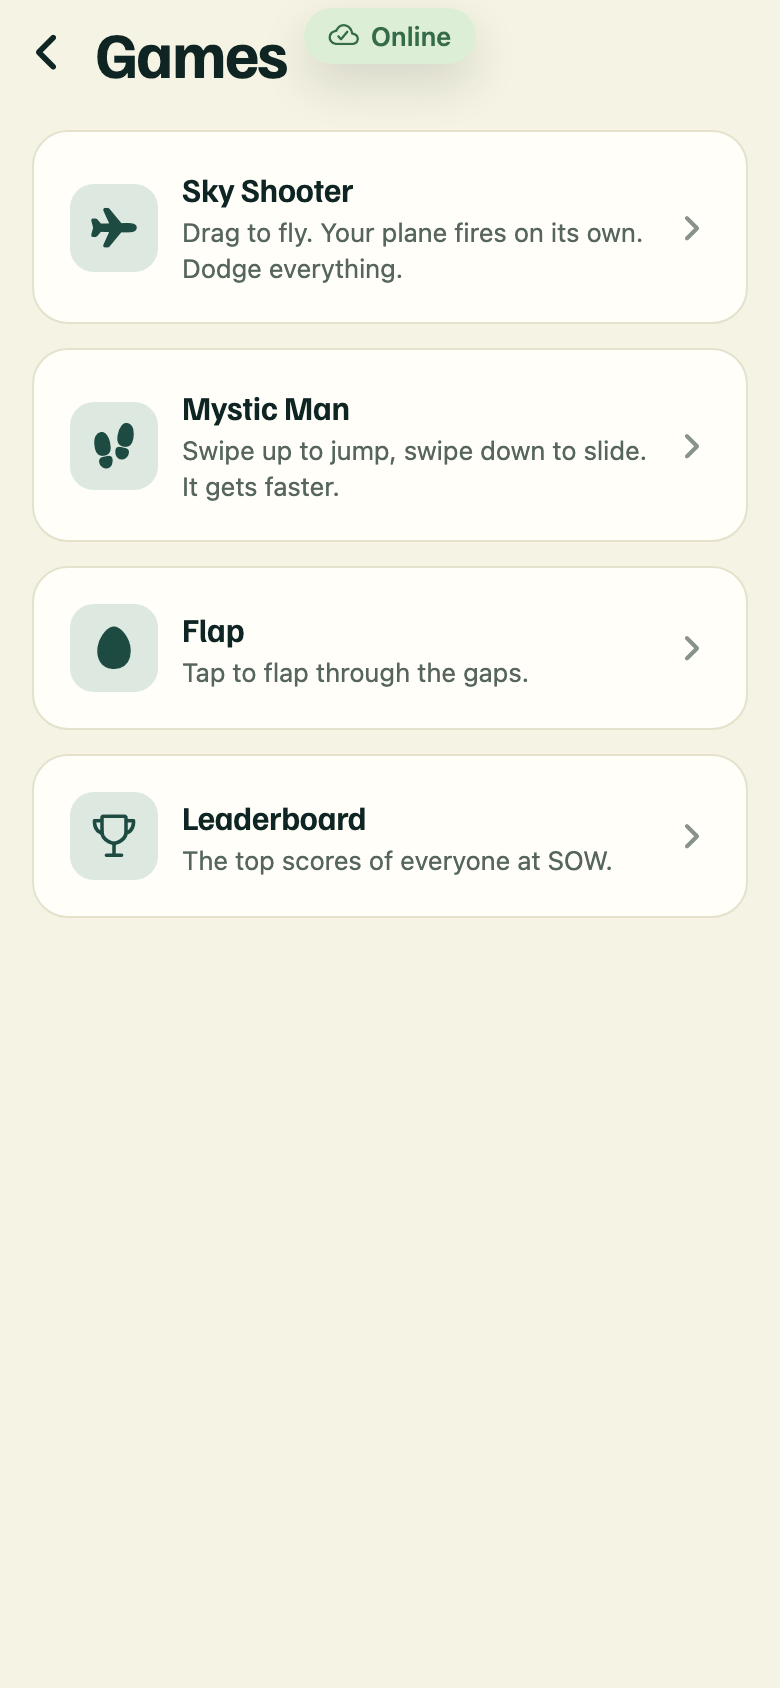 Games
Online
Sky Shooter
Drag to fly. Your plane fires on its own.
Dodge everything.
Mystic Man
Swipe up to jump, swipe down to slide.
It gets faster.
Flap
Tap to flap through the gaps.
Leaderboard
The top scores of everyone at SOW.